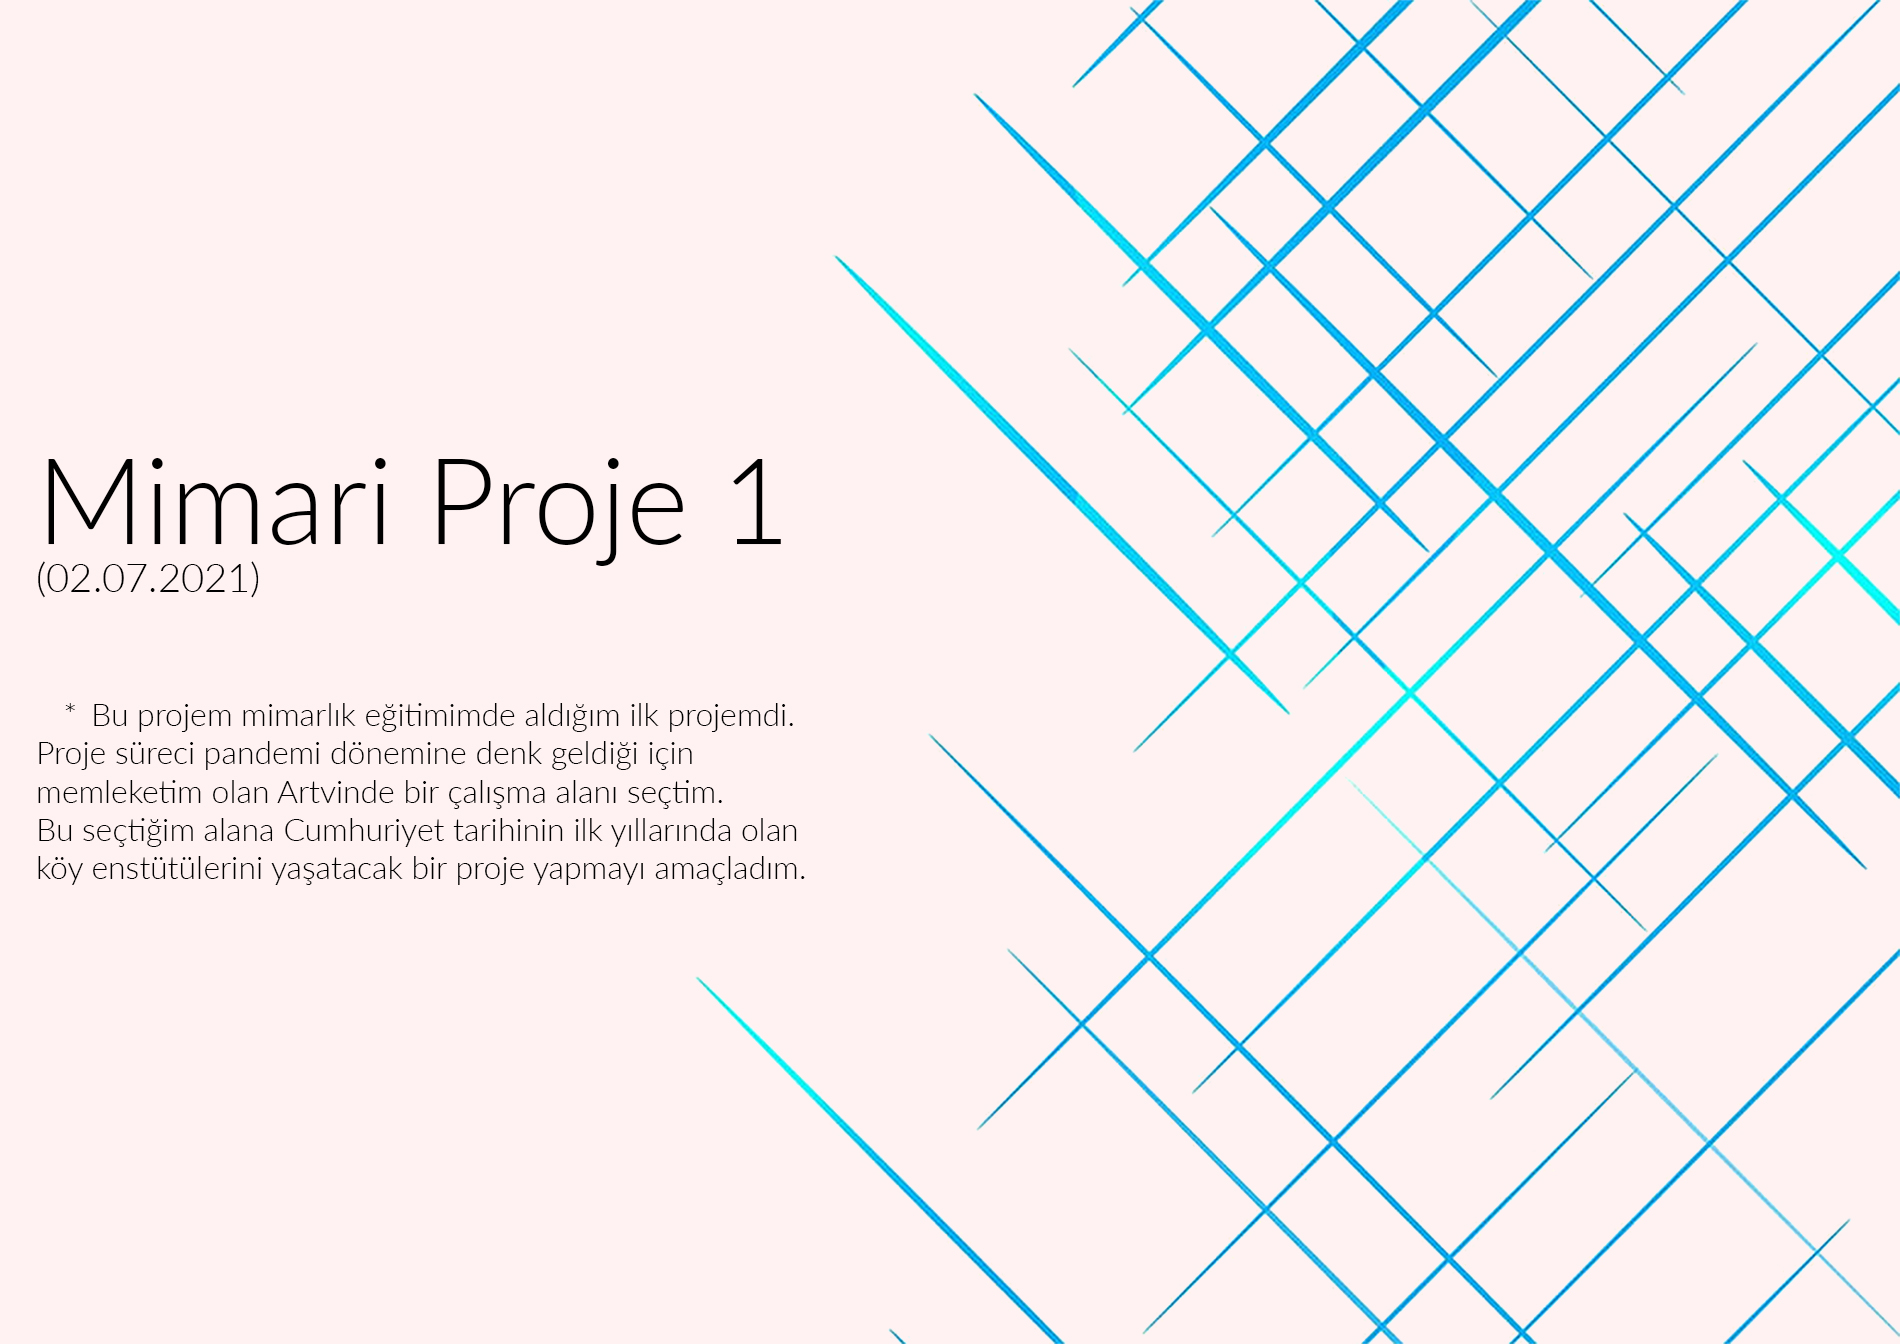 Mimari Proje 1
(02.07.2021)
* Bu projem mimarlık eğitimimde aldığım ilk projemdi.
Proje süreci pandemi dönemine denk geldiği için
memleketim olan Artvinde bir çalışma alanı seçtim.
Bu seçtiğim alana Cumhuriyet tarihinin ilk yıllarında olan
köy enstütülerini yaşatacak bir proje yapmayı amaçladım.